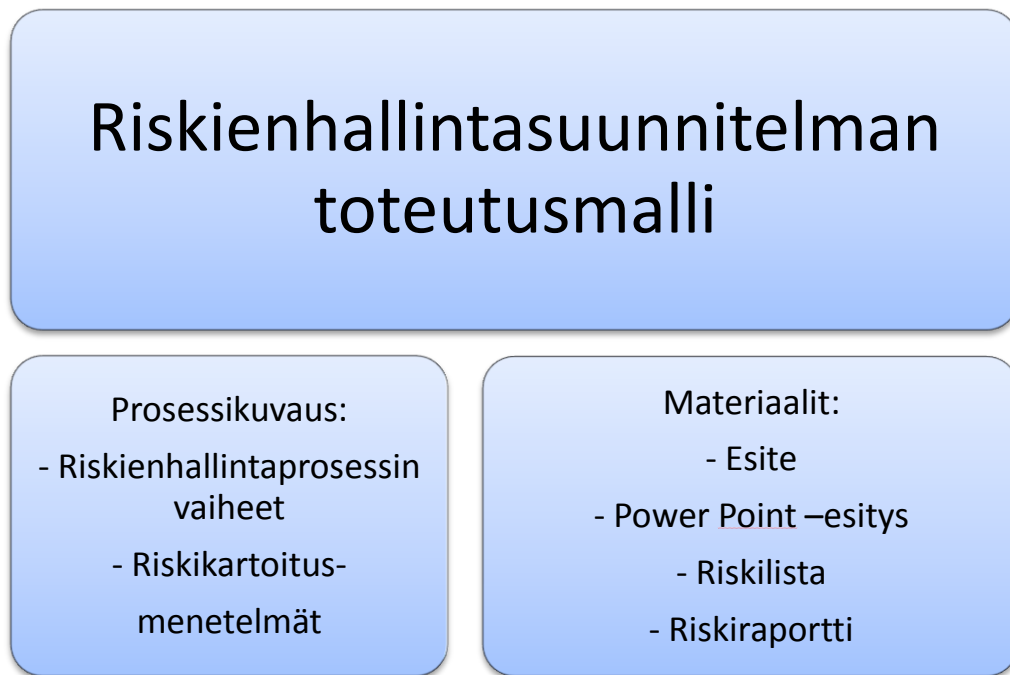 Riskienhallintasuunnitelman
toteutusmalli
Prosessikuvaus:
- Riskienhallintaprosessin
vaiheet
- Riskikartoitus-
menetelmät
Materiaalit:
- Esite
- Power Point –esitys
- Riskilista
- Riskiraportti